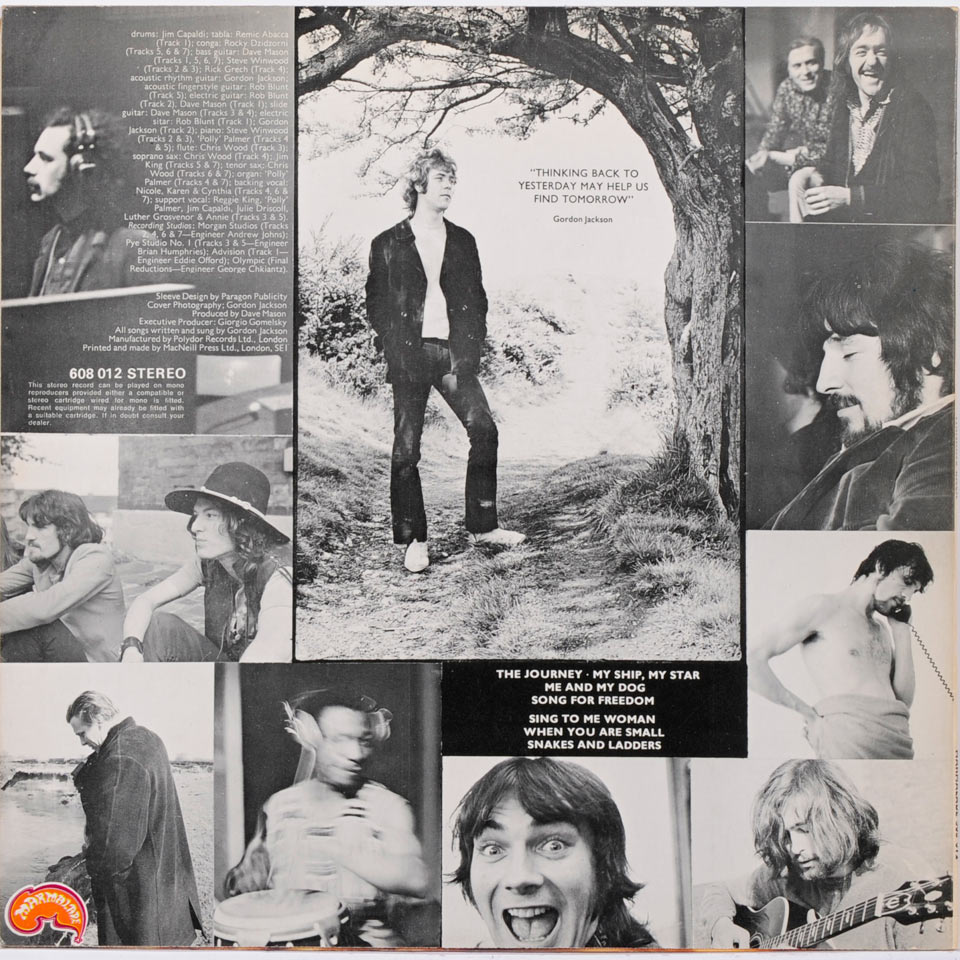 drums: Jim Capaldi; tabla: Remic Abacca
(Track 1); conga: Rocky Dzidzorni
(Tracks 5, 6 & 7); bass guitar: Dave Mason
(Tracks 1, 5, 6, 7), Steve Winwood
(Tracks 2 & 3); Rick Grech (Track 4);
acoustic rhythm guitar: Gordon Jackson;
acoustic fingerstyle guitar: Rob Blunt
(Track 5); electric guitar: Rob Blunt
(Track 2), Dave Mason (Track 1); slide
guitar: Dave Mason (Tracks 3 & 4); electric
sitar: Rob Blunt (Track 1); Gordon
Jackson (Track 2); piano: Steve Winwood
(Tracks 2 & 3), 'Polly' Palmer (Tracks 4
& 5); flute: Chris Wood (Track 3);
soprano sax: Chris Wood (Track 4); Jim
King (Tracks 5 & 7); tenor sax; Chris
Wood (Tracks 6 & 7); organ: 'Polly'
Palmer (Tracks 4 & 7); backing vocal:
Nicole, Karen & Cynthia (Tracks 4, 6 &
7); support vocal: Reggie King, 'Polly'
Palmer, Jim Capaldi, Julie Driscoll,
Luther Grosvenor & Annie (Tracks 3 & 5).
Recording Studios: Morgan Studios (Tracks
2, 4, 6 & 7—Engineer Andrew Johns);
Pye Studio No. 1 (Tracks 3 & 5—Engineer
Brian Humphries); Advision (Track 1—
Engineer Eddie Offord); Olympic (Final
Reductions—Engineer George Chkiantz).
Sleeve Design by Paragon Publicity
Cover Photography; Gordon Jackson
Produced by Dave Mason
Executive Producer: Giorgio Gomelsky
All songs written and sung by Gordon Jackson
Manufactured by Polydor Records Ltd., London
Printed and made by MacNeill Press Ltd., London, SE1
608 012 STEREO
This stereo record can be played on mono
reproducers provided either a compatible or
stereo cartridge wired for mono is fitted.
Recent equipment may already be fitted with
a suitable cartridge. If in doubt consult your
dealer.
"THINKING BACK TO
YESTERDAY MAY HELP US
FIND TOMORROW"
Gordon Jackson
THE JOURNEY · MY SHIP, MY STAR
ME AND MY DOG
SONG FOR FREEDOM
SING TO ME WOMAN
WHEN YOU ARE SMALL
SNAKES AND LADDERS
MARMALADE